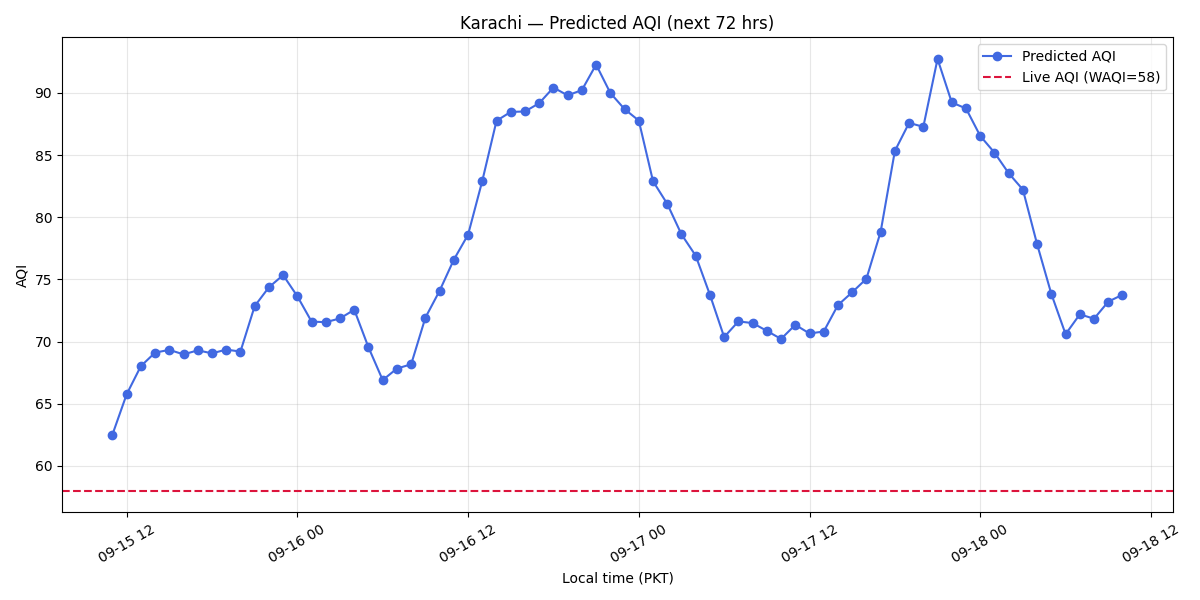 Karachi — Predicted AQI (next 72 hrs)
Predicted AQI
Live AQI (WAQI=58)
AQI
90
85
80
75
70
65
60
09-15 12
09-16 00
09-16 12
09-17 00
09-17 12
09-18 00
09-18 12
Local time (PKT)